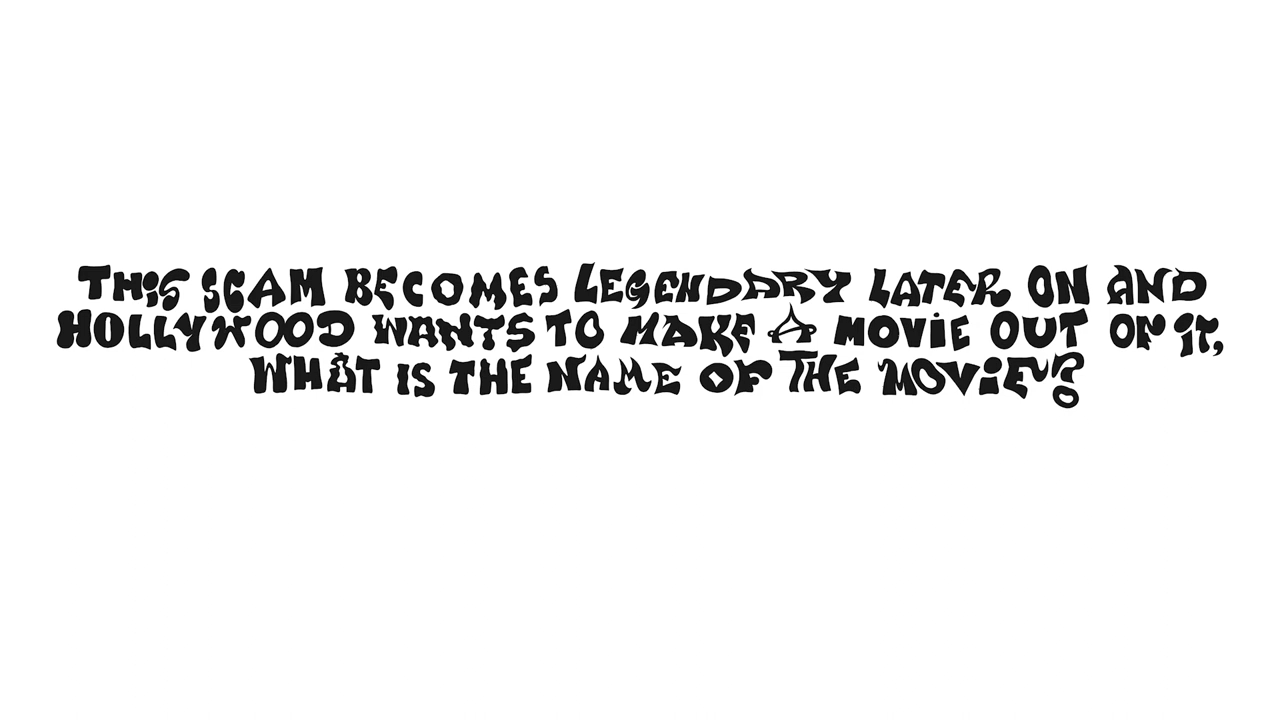 THIS SCAM BECOMES LEGENDARY LATER ON AND
HOLLYWOOD WANTS TO MAKE A MOVIE OUT OF IT,
WHAT IS THE NAME OF THE MOVIE?